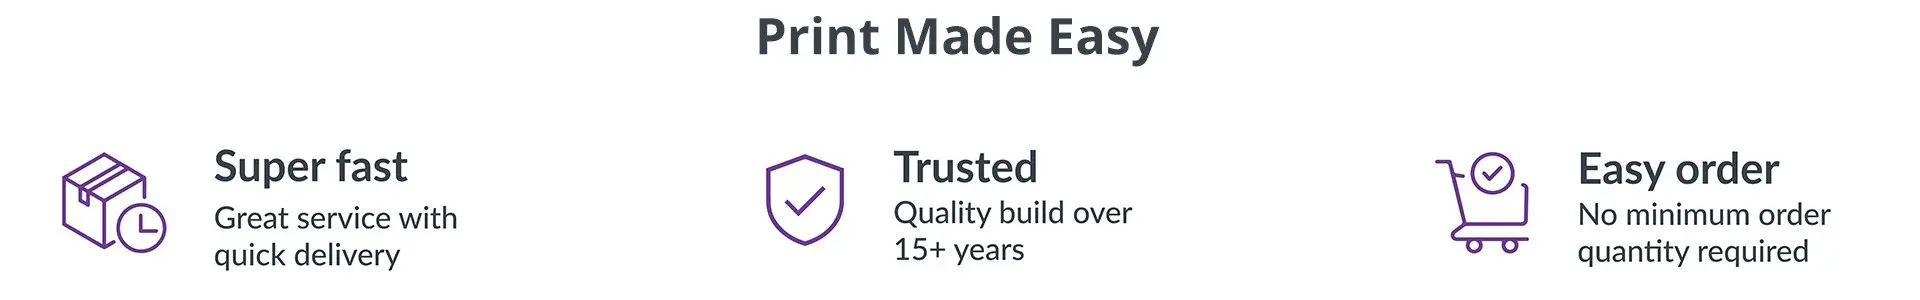 Print Made Easy
Super fast
Great service with
quick delivery
Trusted
Quality build over
15+ years
Easy order
No minimum order
quantity required